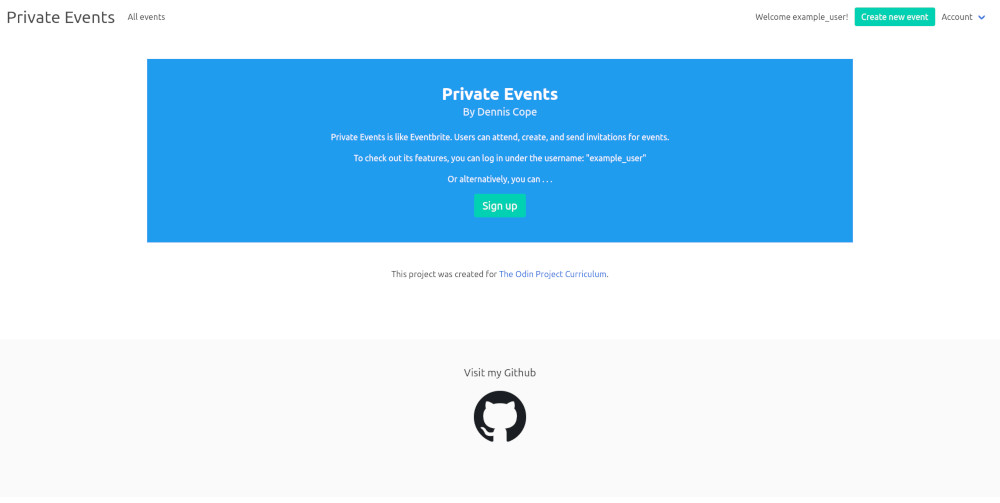 Private Events All events Welcome example_user! Create new event Account
Private Events
By Dennis Cope
Private Events is like Eventbrite. Users can attend, create, and send invitations for events.
To check out its features, you can log in under the username: "example_user"
Or alternatively, you can . . .
Sign up
This project was created for The Odin Project Curriculum.
Visit my Github